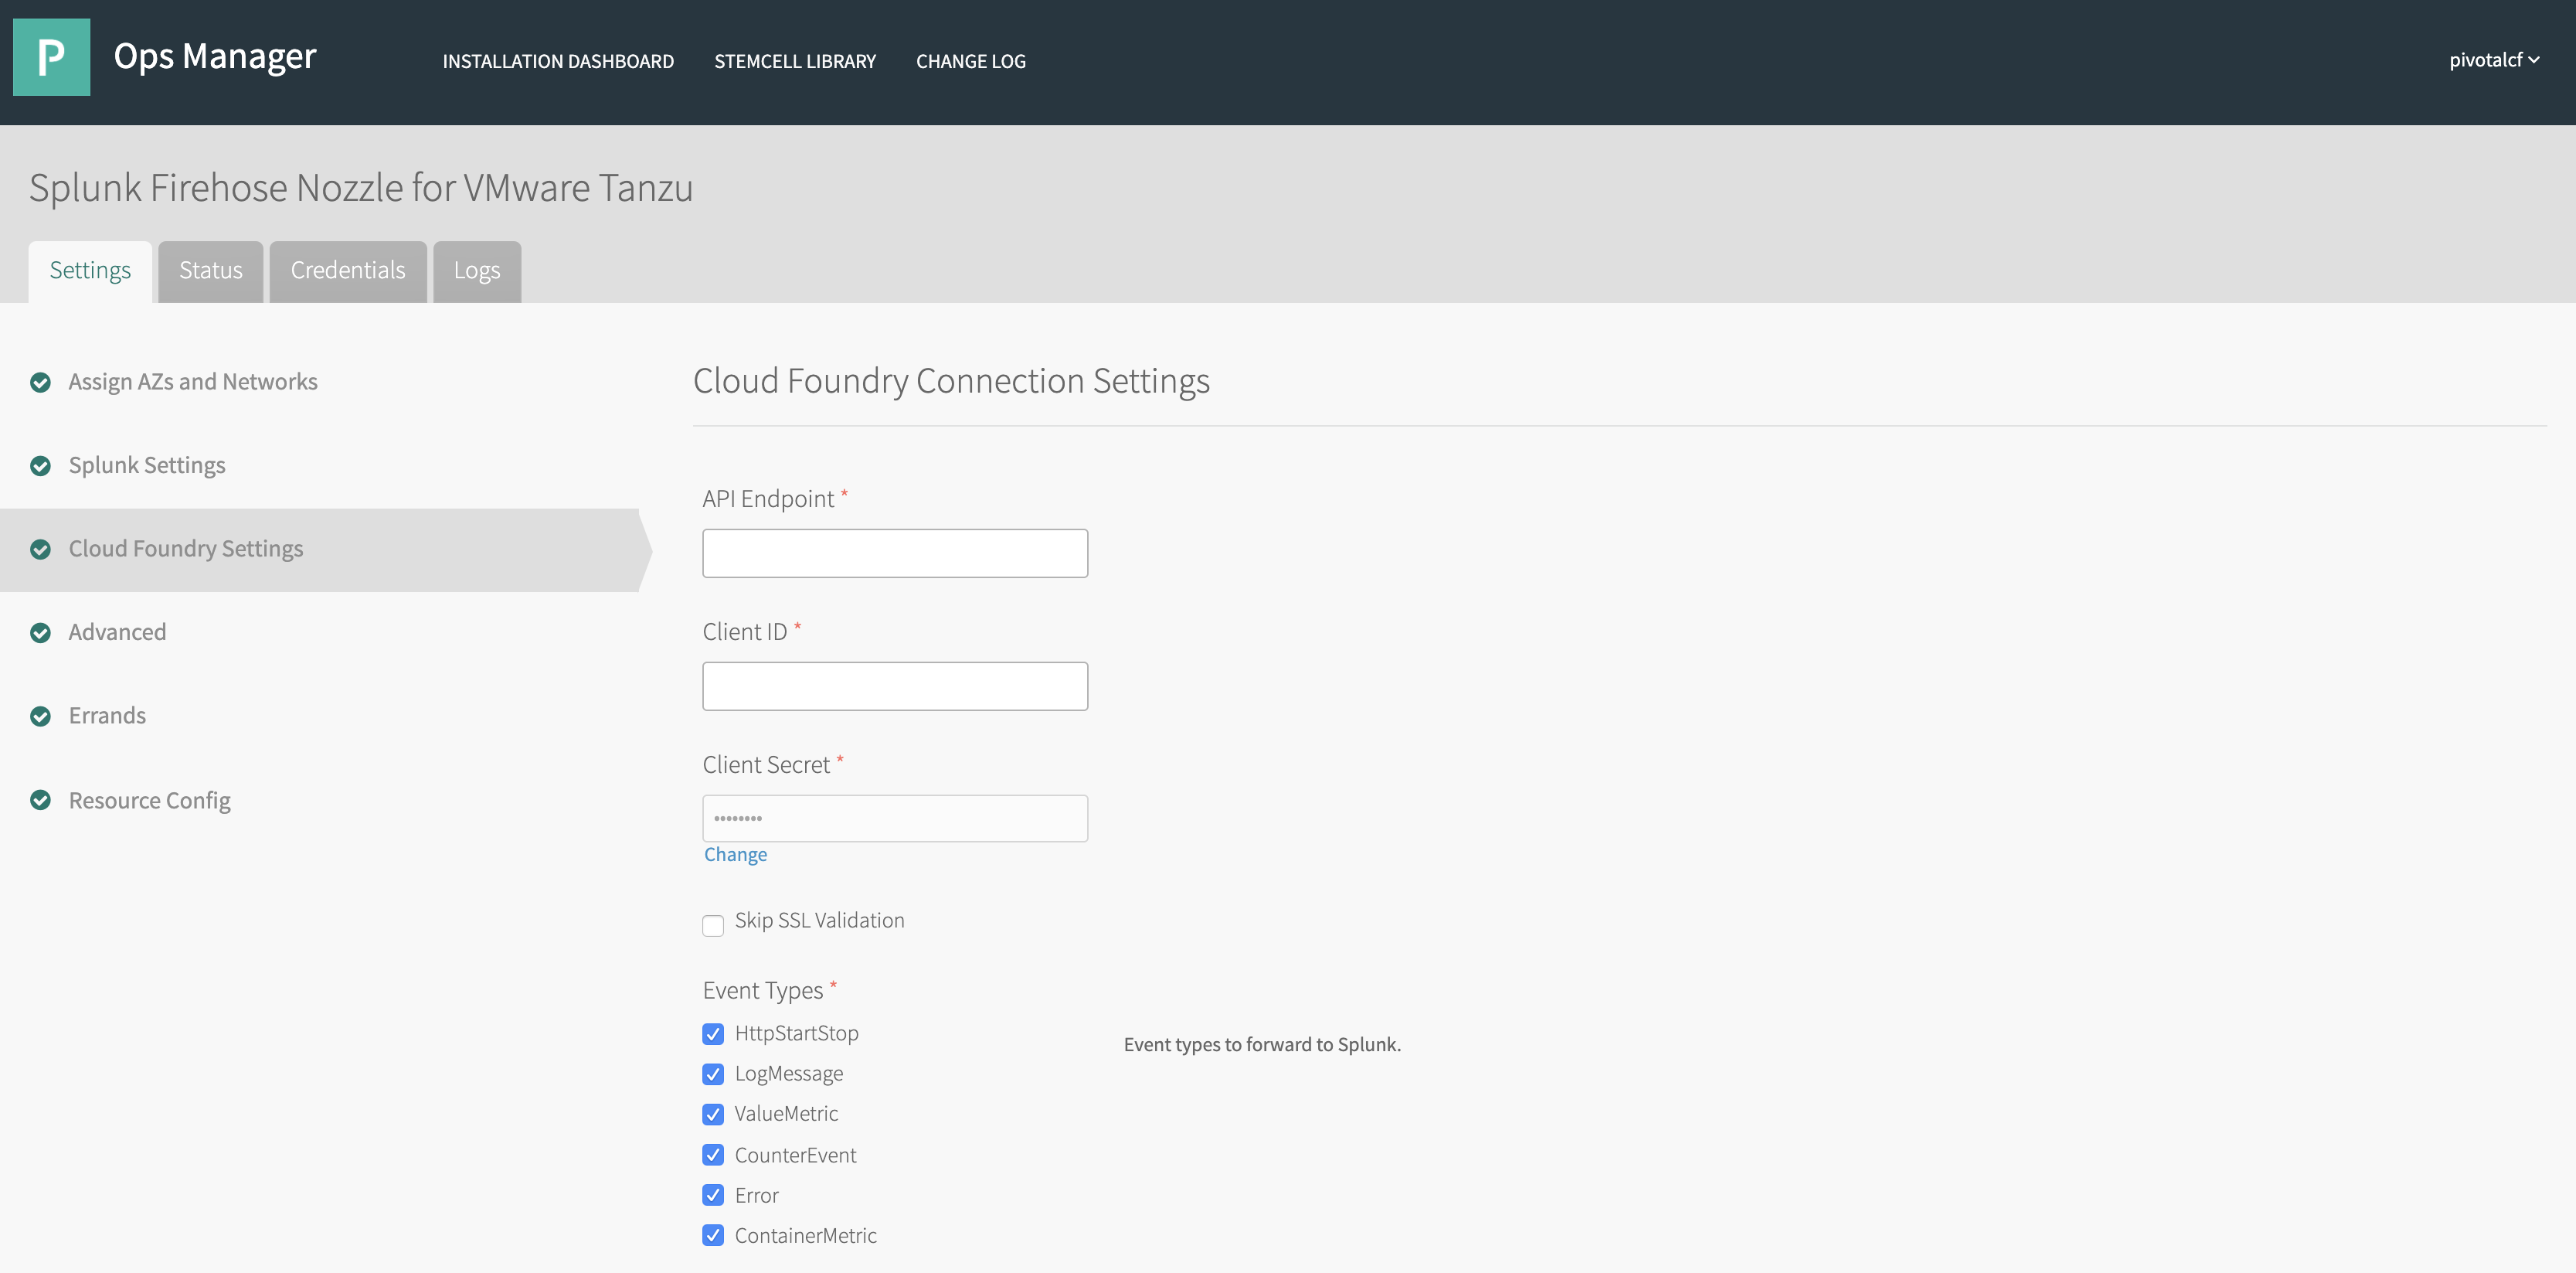 P Ops Manager INSTALLATION DASHBOARD STEMCELL LIBRARY CHANGE LOG pivotalcf
Splunk Firehose Nozzle for VMware Tanzu
Settings Status Credentials Logs
Assign AZs and Networks
Splunk Settings
Cloud Foundry Settings
Advanced
Errands
Resource Config
Cloud Foundry Connection Settings
API Endpoint *
Client ID *
Client Secret *
••••••••
Change
Skip SSL Validation
Event Types *
HttpStartStop
Event types to forward to Splunk.
LogMessage
ValueMetric
CounterEvent
Error
ContainerMetric